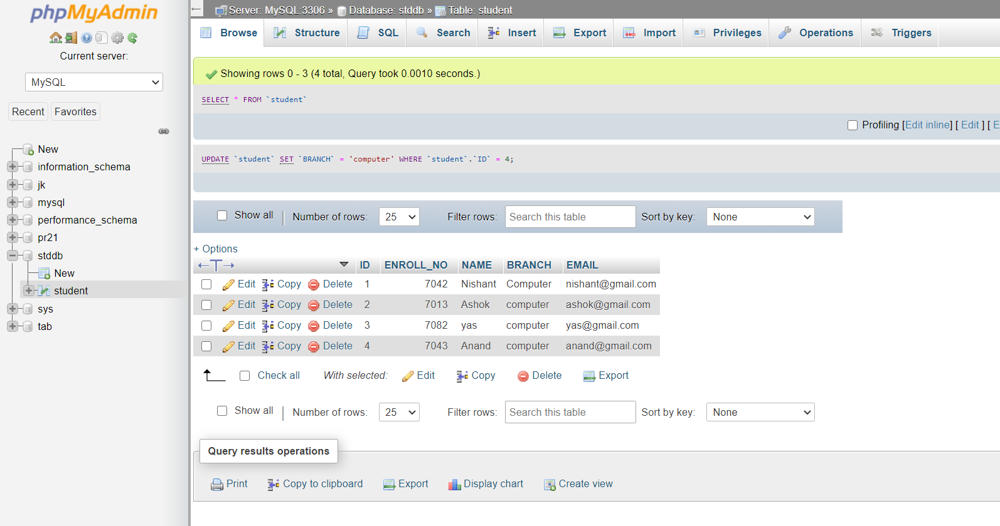 phpMyAdmin
Current server:
MySQL
Recent Favorites
New
information_schema
jk
mysql
performance_schema
pr21
stddb
New
student
sys
tab
Server: MySQL:3306 » Database: stddb » Table: student
Browse Structure SQL Search Insert Export Import Privileges Operations Triggers
Showing rows 0 - 3 (4 total, Query took 0.0010 seconds.)
SELECT * FROM `student`
Profiling [Edit inline] [ Edit ] [ E
UPDATE `student` SET `BRANCH` = 'computer' WHERE `student`.`ID` = 4;
Show all | Number of rows: 25 Filter rows: Search this table Sort by key: None
+ Options
←T→ ID ENROLL_NO NAME BRANCH EMAIL
Edit Copy Delete 1 7042 Nishant Computer nishant@gmail.com
Edit Copy Delete 2 7013 Ashok computer ashok@gmail.com
Edit Copy Delete 3 7082 yas computer yas@gmail.com
Edit Copy Delete 4 7043 Anand computer anand@gmail.com
Check all With selected: Edit Copy Delete Export
Show all | Number of rows: 25 Filter rows: Search this table Sort by key: None
Query results operations
Print Copy to clipboard Export Display chart Create view